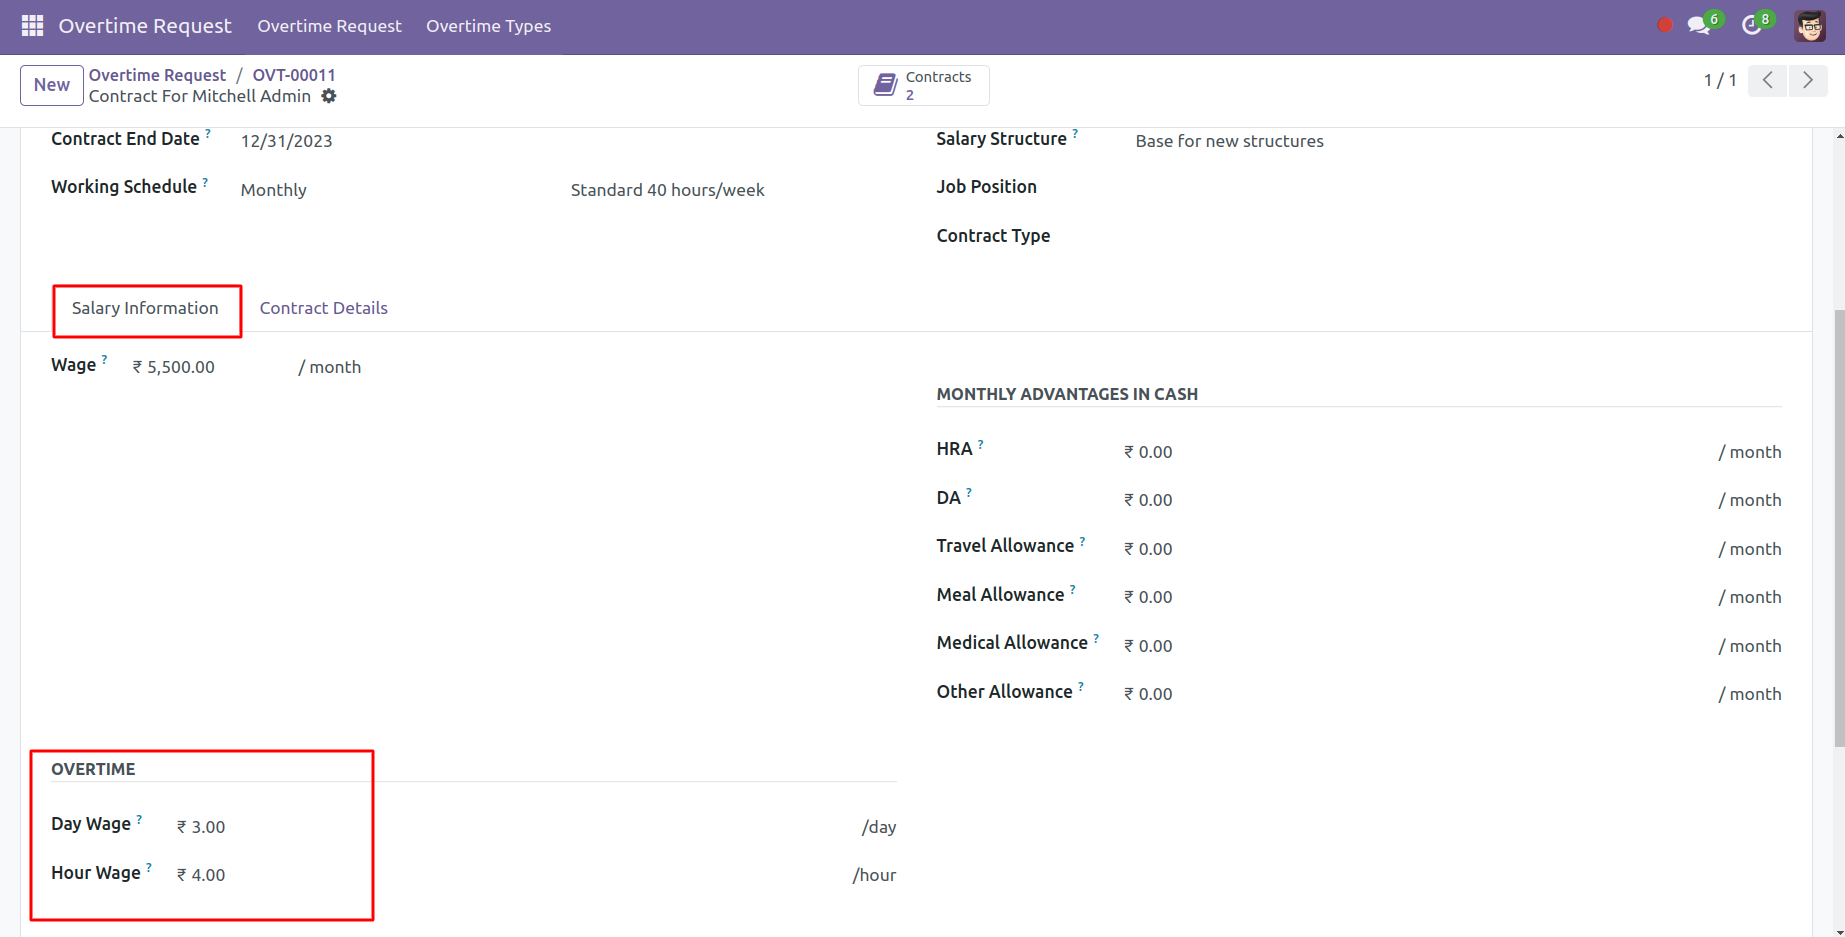 Overtime Request Overtime Request Overtime Types 6 8
New Overtime Request / OVT-00011
Contract For Mitchell Admin
Contracts
2
1 / 1
Contract End Date ? 12/31/2023
Salary Structure ? Base for new structures
Working Schedule ? Monthly Standard 40 hours/week
Job Position
Contract Type
Salary Information Contract Details
Wage ? ₹ 5,500.00 / month
MONTHLY ADVANTAGES IN CASH
HRA ? ₹ 0.00 / month
DA ? ₹ 0.00 / month
Travel Allowance ? ₹ 0.00 / month
Meal Allowance ? ₹ 0.00 / month
Medical Allowance ? ₹ 0.00 / month
Other Allowance ? ₹ 0.00 / month
OVERTIME
Day Wage ? ₹ 3.00 /day
Hour Wage ? ₹ 4.00 /hour